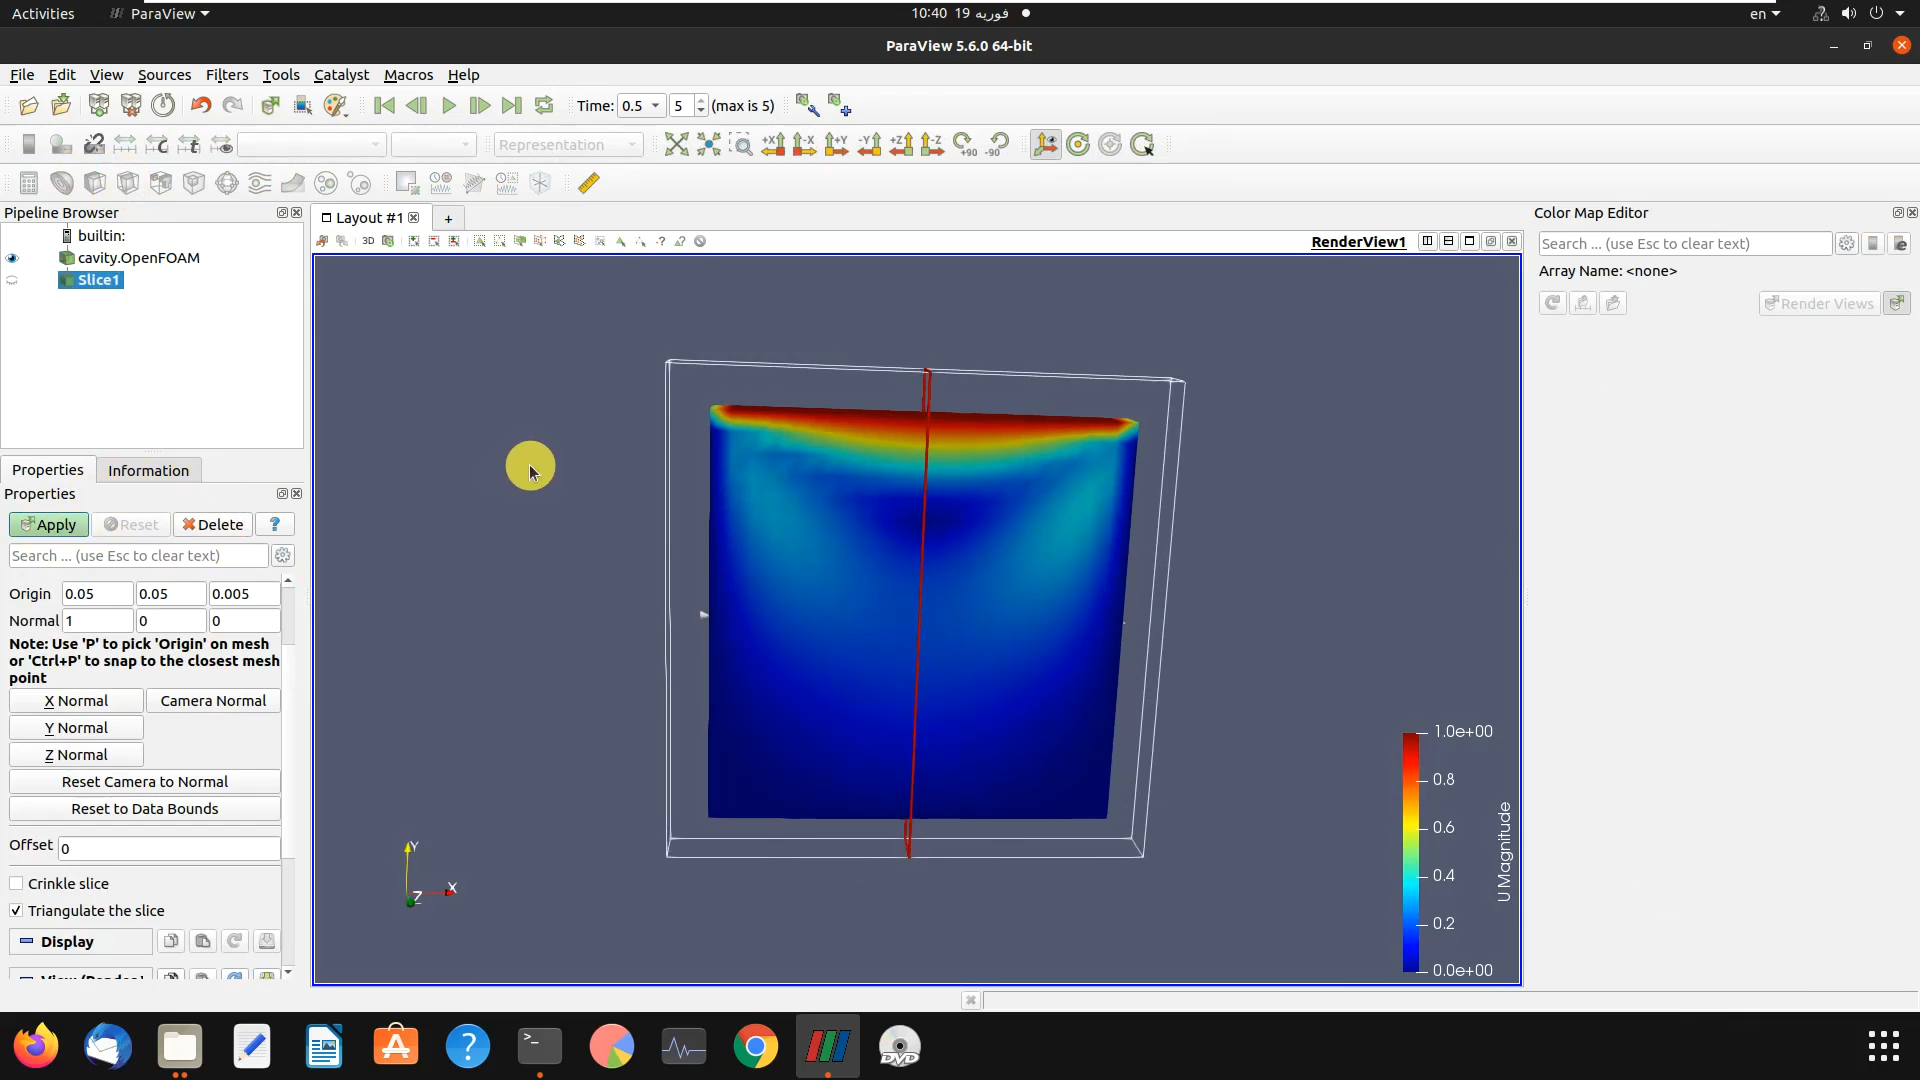 Activities
ParaView
10:40 19 فوریه
en
ParaView 5.6.0 64-bit
File Edit View Sources Filters Tools Catalyst Macros Help
Time: 0.5 5 (max is 5)
Representation
+X -X +Y -Y +Z -Z +90 -90
Pipeline Browser
builtin:
cavity.OpenFOAM
Slice1
Properties Information
Properties
Apply Reset Delete ?
Search ... (use Esc to clear text)
Origin 0.05 0.05 0.005
Normal 1 0 0
Note: Use 'P' to pick 'Origin' on mesh
or 'Ctrl+P' to snap to the closest mesh
point
X Normal Camera Normal
Y Normal
Z Normal
Reset Camera to Normal
Reset to Data Bounds
Offset 0
Crinkle slice
Triangulate the slice
Display
Layout #1 +
3D
RenderView1
Y
X
Z
1.0e+00
0.8
0.6
0.4
0.2
0.0e+00
U Magnitude
Color Map Editor
Search ... (use Esc to clear text)
Array Name: <none>
Render Views
DVD